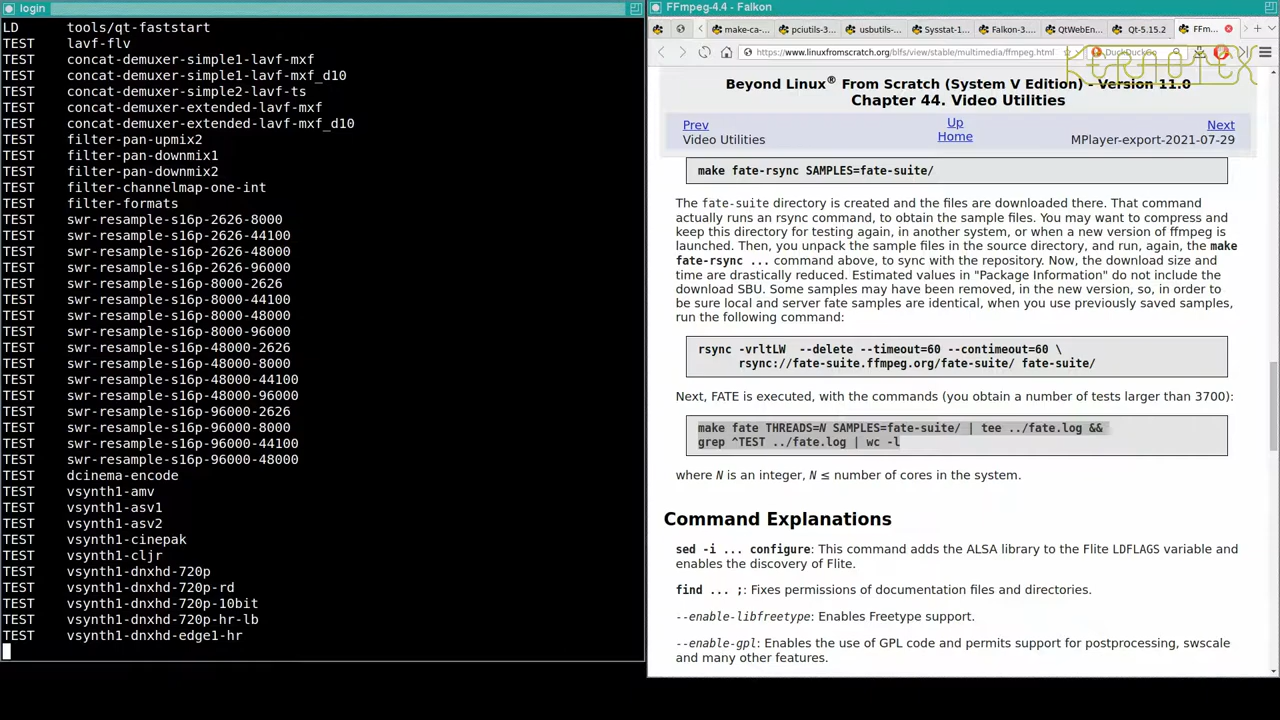 login
LD tools/qt-faststart
TEST lavf-flv
TEST concat-demuxer-simple1-lavf-mxf
TEST concat-demuxer-simple1-lavf-mxf_d10
TEST concat-demuxer-simple2-lavf-ts
TEST concat-demuxer-extended-lavf-mxf
TEST concat-demuxer-extended-lavf-mxf_d10
TEST filter-pan-upmix2
TEST filter-pan-downmix1
TEST filter-pan-downmix2
TEST filter-channelmap-one-int
TEST filter-formats
TEST swr-resample-s16p-2626-8000
TEST swr-resample-s16p-2626-44100
TEST swr-resample-s16p-2626-48000
TEST swr-resample-s16p-2626-96000
TEST swr-resample-s16p-8000-2626
TEST swr-resample-s16p-8000-44100
TEST swr-resample-s16p-8000-48000
TEST swr-resample-s16p-8000-96000
TEST swr-resample-s16p-48000-2626
TEST swr-resample-s16p-48000-8000
TEST swr-resample-s16p-48000-44100
TEST swr-resample-s16p-48000-96000
TEST swr-resample-s16p-96000-2626
TEST swr-resample-s16p-96000-8000
TEST swr-resample-s16p-96000-44100
TEST swr-resample-s16p-96000-48000
TEST dcinema-encode
TEST vsynth1-amv
TEST vsynth1-asv1
TEST vsynth1-asv2
TEST vsynth1-cinepak
TEST vsynth1-cljr
TEST vsynth1-dnxhd-720p
TEST vsynth1-dnxhd-720p-rd
TEST vsynth1-dnxhd-720p-10bit
TEST vsynth1-dnxhd-720p-hr-lb
TEST vsynth1-dnxhd-edge1-hr
FFmpeg-4.4 - Falkon
make-ca-... pciutils-3... usbutils-... Sysstat-1... Falkon-3.... QtWebEn... Qt-5.15.2 FFm...
https://www.linuxfromscratch.org/blfs/view/stable/multimedia/ffmpeg.html DuckDuckGo
KERNOTEX
Beyond Linux® From Scratch (System V Edition) - Version 11.0
Chapter 44. Video Utilities
Prev Up Next
Video Utilities Home MPlayer-export-2021-07-29
make fate-rsync SAMPLES=fate-suite/
The fate-suite directory is created and the files are downloaded there. That command
actually runs an rsync command, to obtain the sample files. You may want to compress and
keep this directory for testing again, in another system, or when a new version of ffmpeg is
launched. Then, you unpack the sample files in the source directory, and run, again, the make
fate-rsync ... command above, to sync with the repository. Now, the download size and
time are drastically reduced. Estimated values in "Package Information" do not include the
download SBU. Some samples may have been removed, in the new version, so, in order to
be sure local and server fate samples are identical, when you use previously saved samples,
run the following command:
rsync -vrltLW --delete --timeout=60 --contimeout=60 \
rsync://fate-suite.ffmpeg.org/fate-suite/ fate-suite/
Next, FATE is executed, with the commands (you obtain a number of tests larger than 3700):
make fate THREADS=N SAMPLES=fate-suite/ | tee ../fate.log &&
grep ^TEST ../fate.log | wc -l
where N is an integer, N ≤ number of cores in the system.
Command Explanations
sed -i ... configure: This command adds the ALSA library to the Flite LDFLAGS variable and
enables the discovery of Flite.
find ... ;: Fixes permissions of documentation files and directories.
--enable-libfreetype: Enables Freetype support.
--enable-gpl: Enables the use of GPL code and permits support for postprocessing, swscale
and many other features.